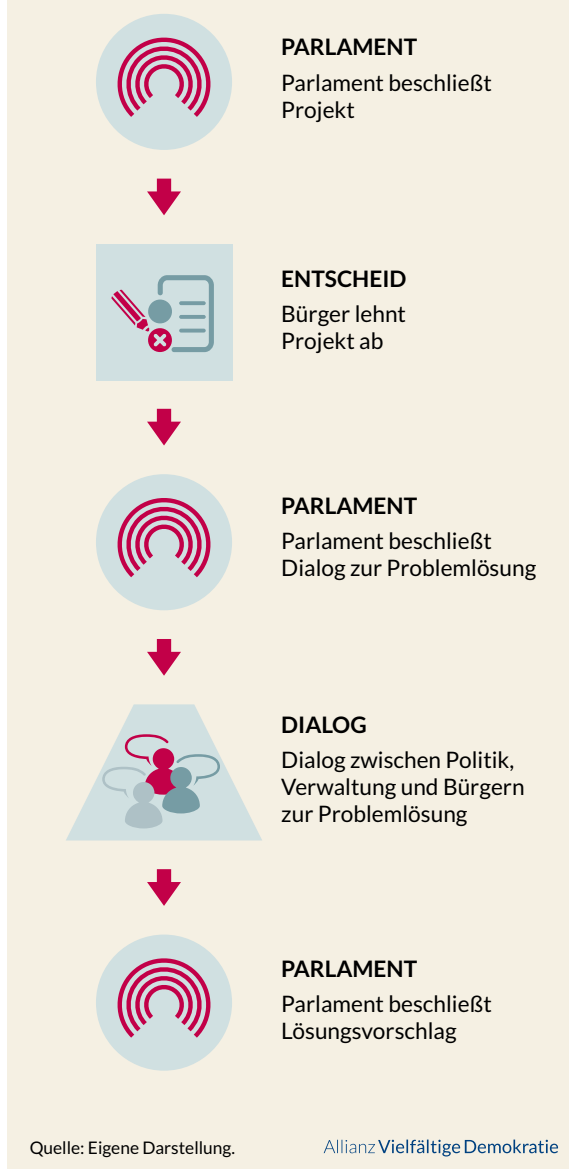 PARLAMENT
Parlament beschließt
Projekt
ENTSCHEID
Bürger lehnt
Projekt ab
PARLAMENT
Parlament beschließt
Dialog zur Problemlösung
DIALOG
Dialog zwischen Politik,
Verwaltung und Bürgern
zur Problemlösung
PARLAMENT
Parlament beschließt
Lösungsvorschlag
Quelle: Eigene Darstellung.
Allianz Vielfältige Demokratie